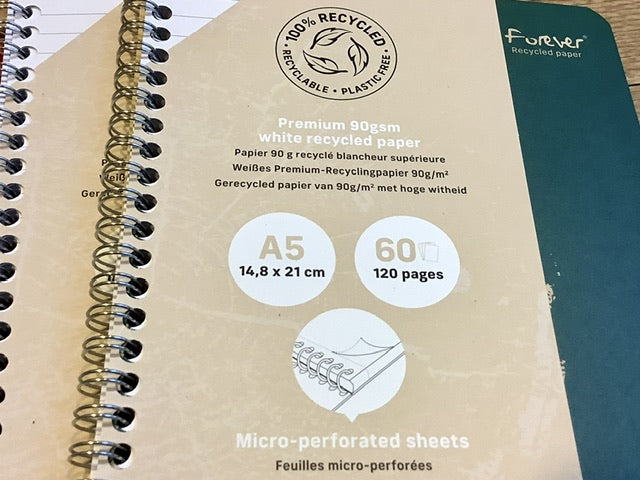 100% RECYCLED
RECYCLABLE • PLASTIC FREE
Forever®
Recycled paper
Premium 90gsm
white recycled paper
Papier 90 g recyclé blancheur supérieure
Weißes Premium-Recyclingpapier 90g/m²
Gerecycled papier van 90g/m² met hoge witheid
A5
14,8 x 21 cm
60
120 pages
Micro-perforated sheets
Feuilles micro-perforées